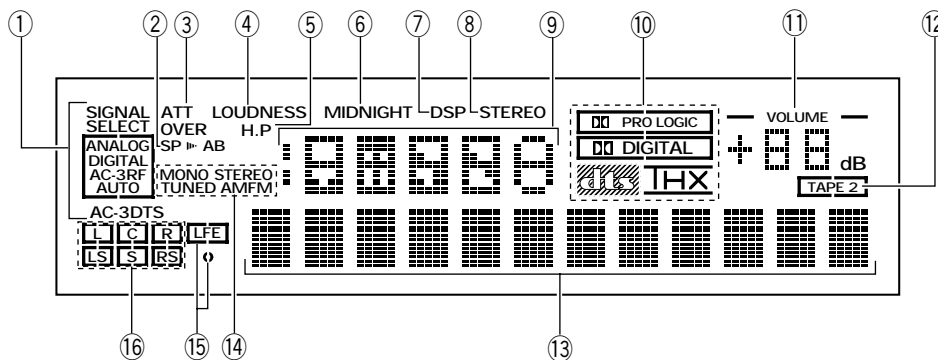 ① ② ③ ④ ⑤ ⑥ ⑦ ⑧ ⑨ ⑩ ⑪ ⑫
SIGNAL SELECT
ANALOG
DIGITAL
AC-3RF
AUTO
AC-3DTS
ATT
OVER
SP AB
LOUDNESS
H.P
MIDNIGHT DSP STEREO
MONO STEREO
TUNED AMFM
PRO LOGIC
DIGITAL
dts THX
VOLUME
+ 88 dB
TAPE 2
L C R LFE
LS S RS
⑯ ⑮ ⑭ ⑬